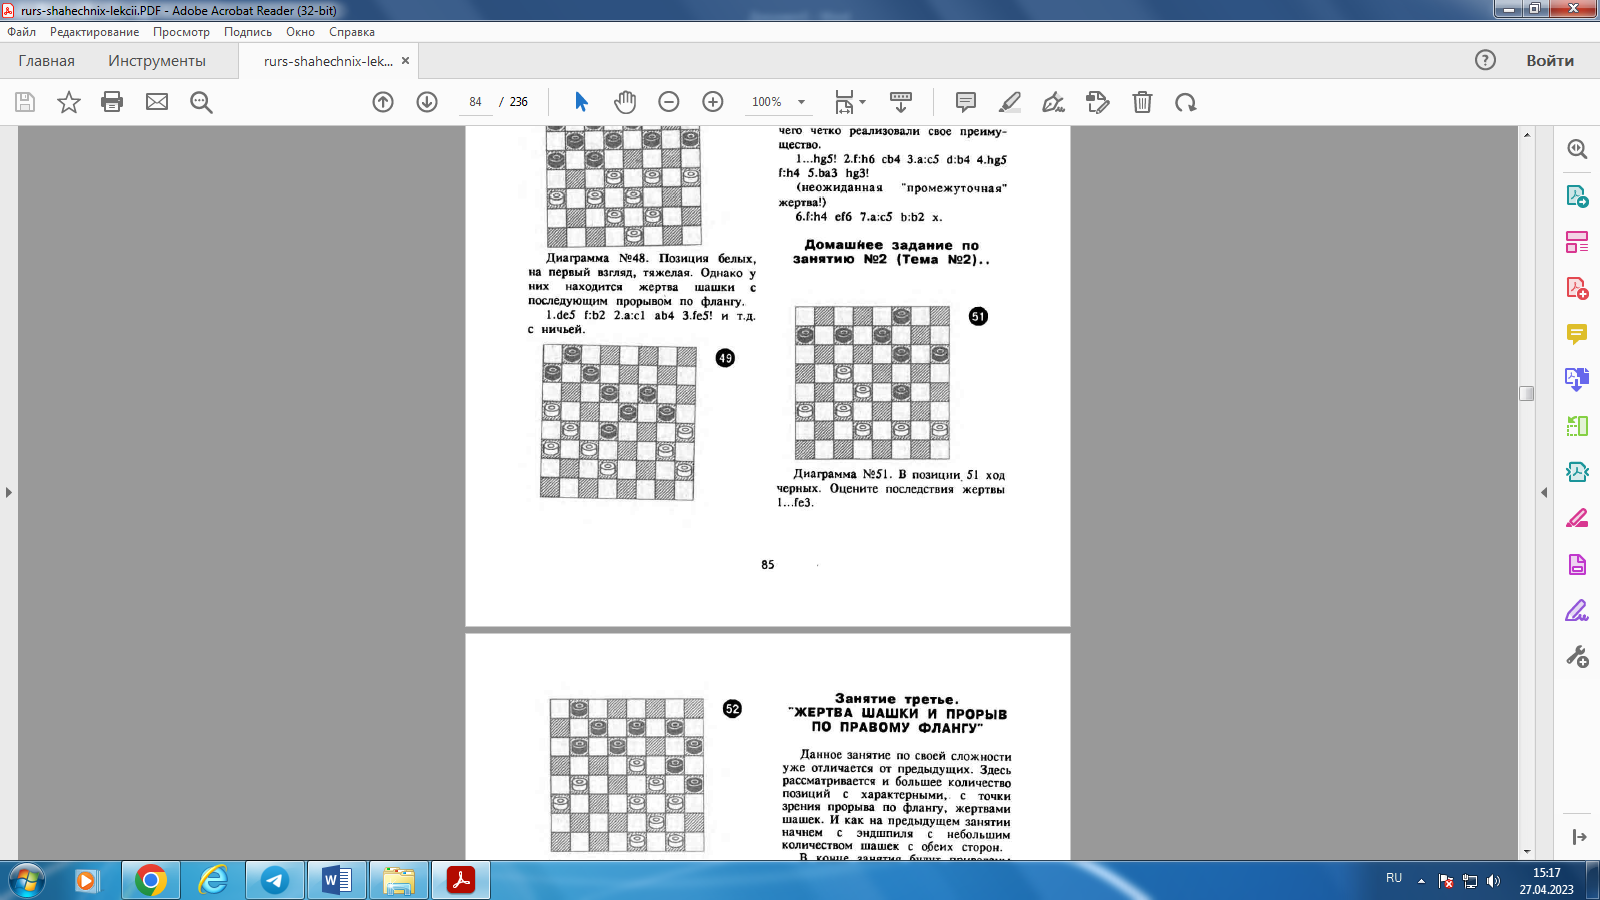 rurs-shahechnix-lekcii.PDF - Adobe Acrobat Reader (32-bit)
Файл Редактирование Просмотр Подпись Окно Справка
Главная Инструменты rurs-shahechnix-lek... × Войти
84 / 236 100%
Диаграмма №48. Позиция белых,
на первый взгляд, тяжелая. Однако у
них находится жертва шашки с
последующим прорывом по флангу.
1.de5 f:b2 2.a:c1 ab4 3.fe5! и т.д.
с ничьей.
49
85
чего четко реализовали свое преиму-
щество.
1...hg5! 2.f:h6 cb4 3.a:c5 d:b4 4.hg5
f:h4 5.ba3 hg3!
(неожиданная "промежуточная"
жертва!)
6.f:h4 ef6 7.a:c5 b:b2 x.
Домашнее задание по
занятию №2 (Тема №2)..
51
Диаграмма №51. В позиции 51 ход
черных. Оцените последствия жертвы
1...fe3.
52
Занятие третье.
"ЖЕРТВА ШАШКИ И ПРОРЫВ
ПО ПРАВОМУ ФЛАНГУ"
Данное занятие по своей сложности
уже отличается от предыдущих. Здесь
рассматривается и большее количество
позиций с характерными, с точки
зрения прорыва по флангу, жертвами
шашек. И как на предыдущем занятии
начнем с эндшпиля с небольшим
количеством шашек с обеих сторон.
В конце занятия будут приведены
RU
15:17
27.04.2023